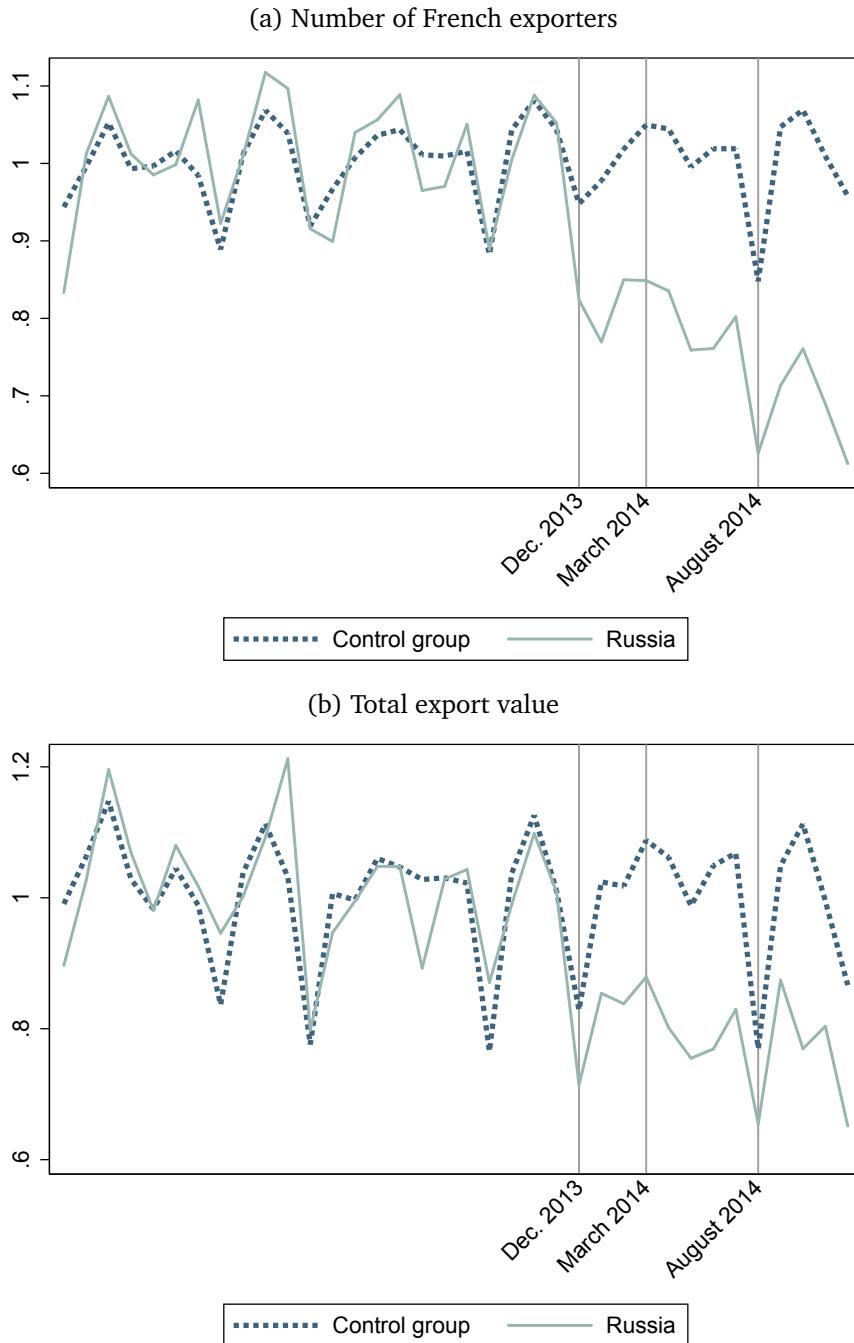 (a) Number of French exporters
1.1
1
.9
.8
.7
.6
Dec. 2013
March 2014
August 2014
Control group
Russia
(b) Total export value
1.2
1
.8
.6
Dec. 2013
March 2014
August 2014
Control group
Russia